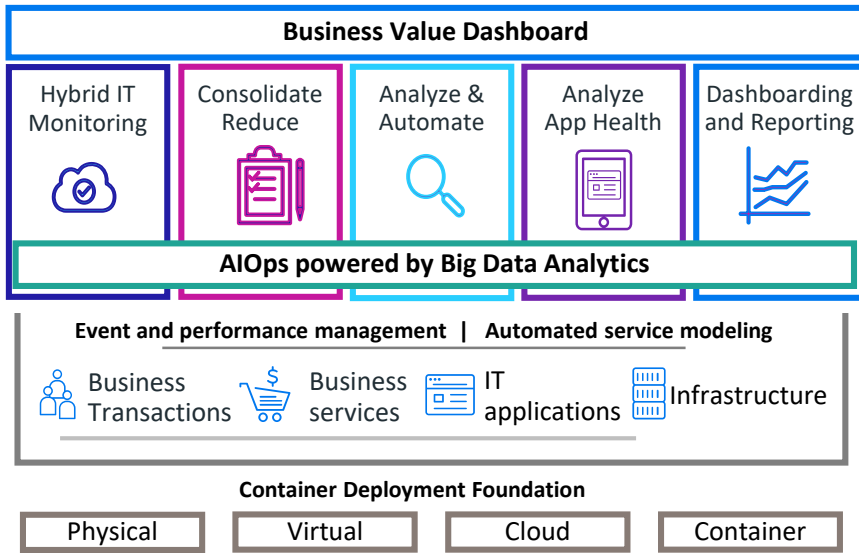 Business Value Dashboard
Hybrid IT
Monitoring
Consolidate
Reduce
Analyze &
Automate
Analyze
App Health
Dashboarding
and Reporting
AIOps powered by Big Data Analytics
Event and performance management | Automated service modeling
Business
Transactions
$
Business
services
IT
applications
Infrastructure
Container Deployment Foundation
Physical
Virtual
Cloud
Container